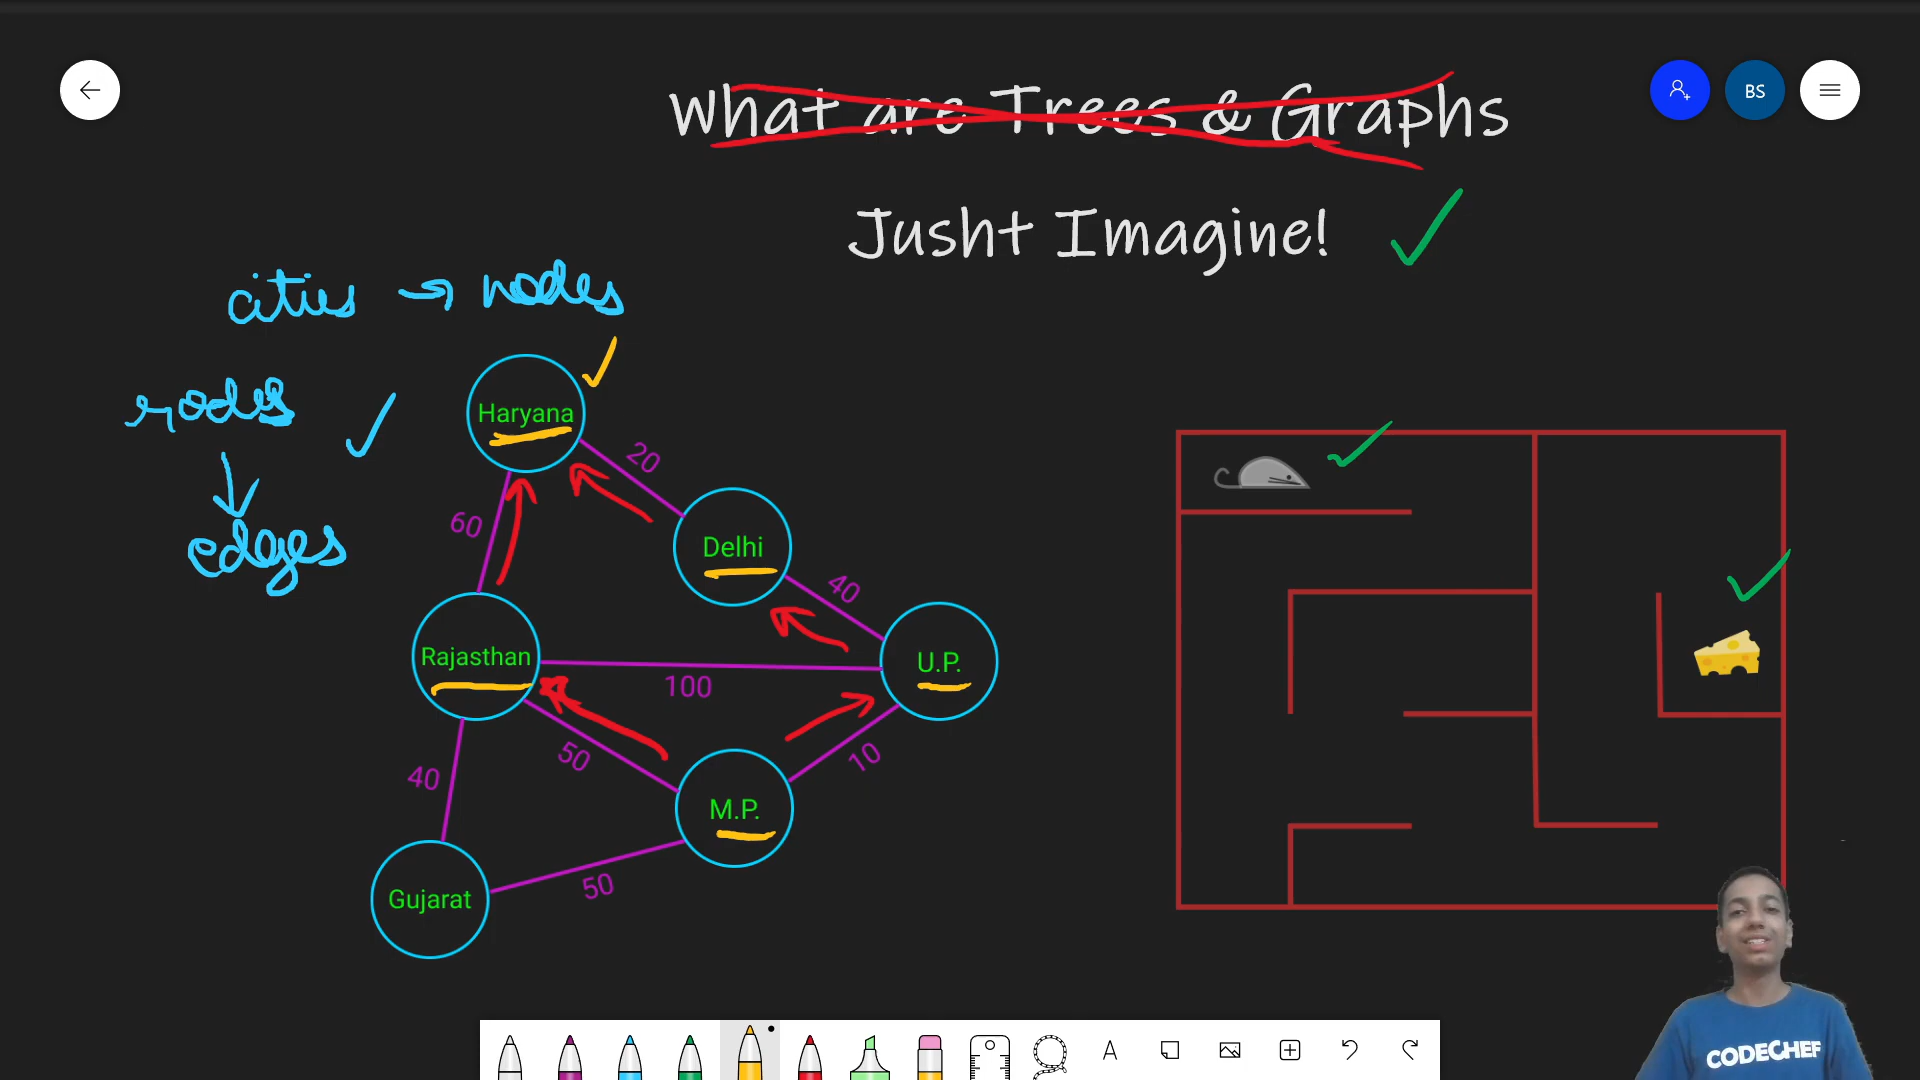 What are Trees & Graphs
BS
Jusht Imagine!
cities → nodes
rodes
↓
edges
Haryana
20
60
Delhi
40
Rajasthan
U.P.
100
50
10
40
M.P.
Gujarat
50
A
CODECHEF